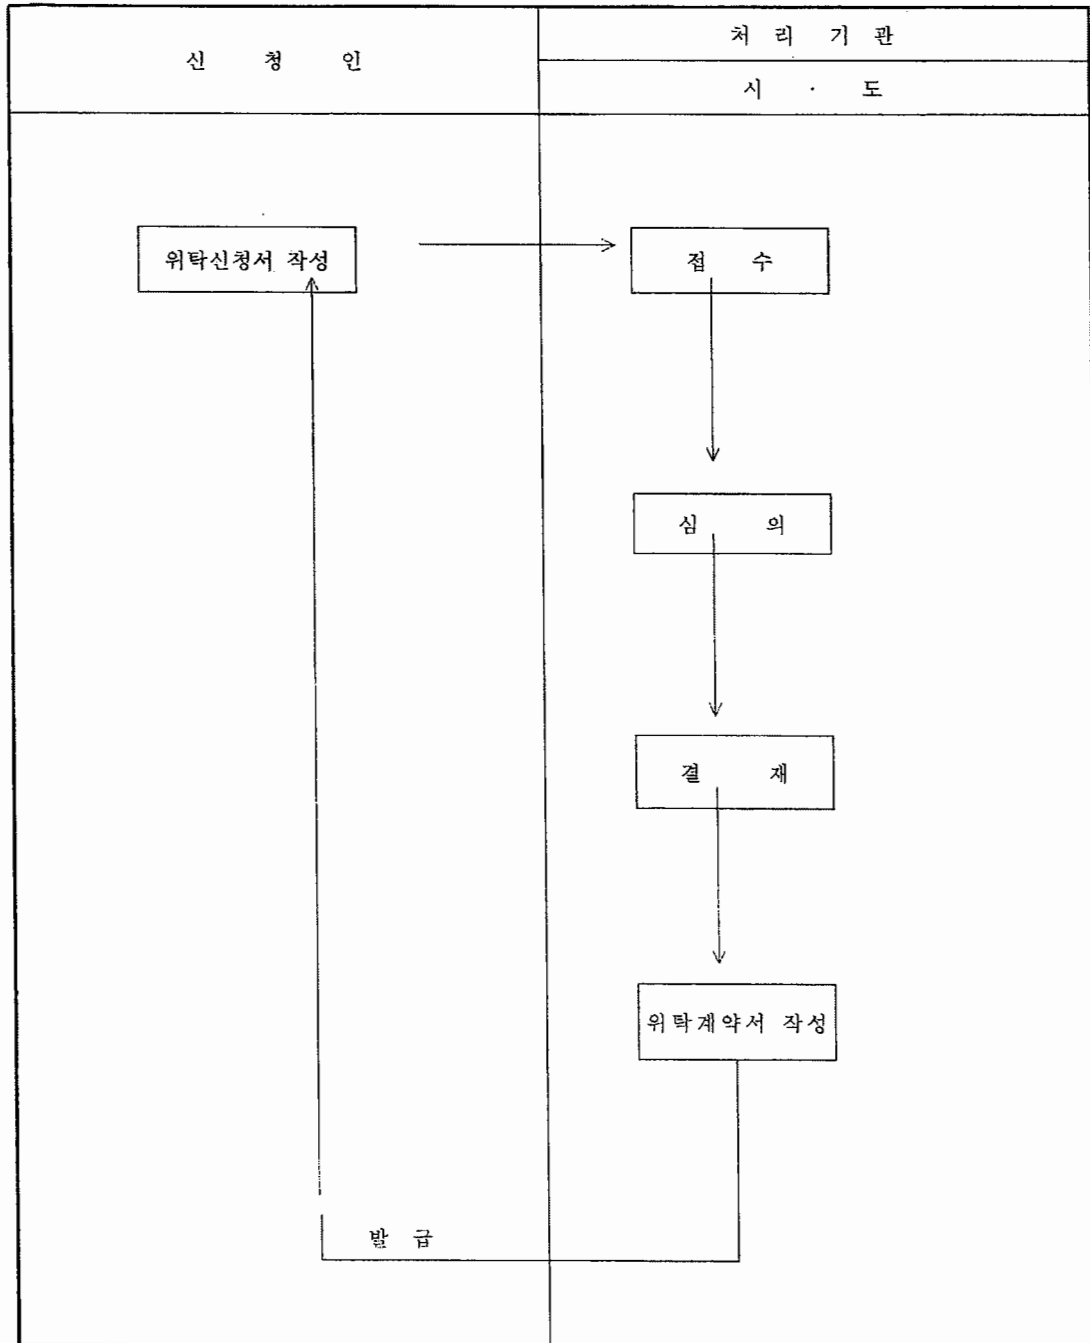 신 청 인
처 리 기 관
시 · 도
위탁신청서 작성
접 수
심 의
결 재
위탁계약서 작성
발 급